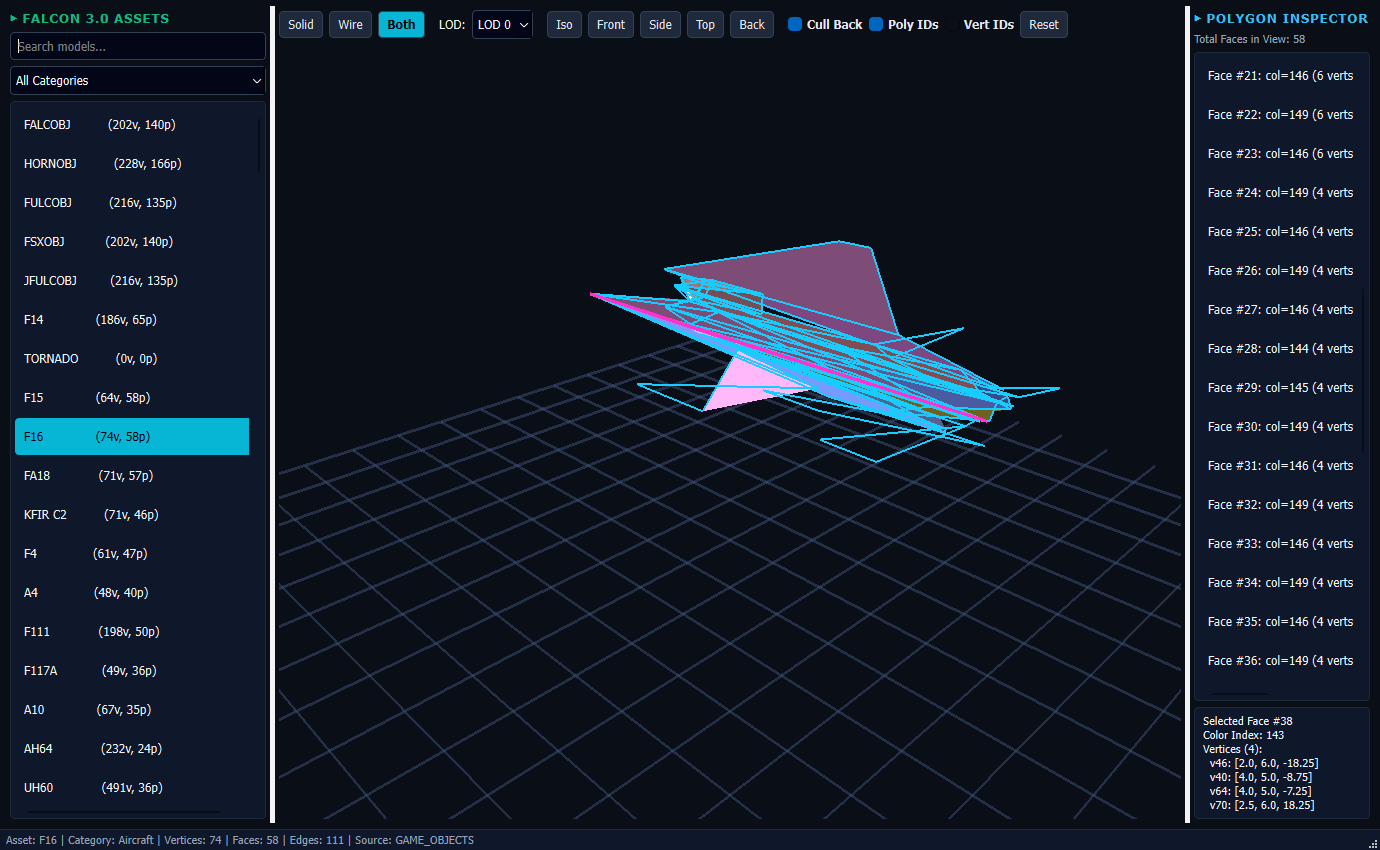 ▸ FALCON 3.0 ASSETS
Search models...
All Categories
FALCOBJ (202v, 140p)
HORNOBJ (228v, 166p)
FULCOBJ (216v, 135p)
FSXOBJ (202v, 140p)
JFULCOBJ (216v, 135p)
F14 (186v, 65p)
TORNADO (0v, 0p)
F15 (64v, 58p)
F16 (74v, 58p)
FA18 (71v, 57p)
KFIR C2 (71v, 46p)
F4 (61v, 47p)
A4 (48v, 40p)
F111 (198v, 50p)
F117A (49v, 36p)
A10 (67v, 35p)
AH64 (232v, 24p)
UH60 (491v, 36p)
Solid Wire Both LOD: LOD 0 Iso Front Side Top Back Cull Back Poly IDs Vert IDs Reset
▸ POLYGON INSPECTOR
Total Faces in View: 58
Face #21: col=146 (6 verts
Face #22: col=149 (6 verts
Face #23: col=146 (6 verts
Face #24: col=149 (4 verts
Face #25: col=146 (4 verts
Face #26: col=149 (4 verts
Face #27: col=146 (4 verts
Face #28: col=144 (4 verts
Face #29: col=145 (4 verts
Face #30: col=149 (4 verts
Face #31: col=146 (4 verts
Face #32: col=149 (4 verts
Face #33: col=146 (4 verts
Face #34: col=149 (4 verts
Face #35: col=146 (4 verts
Face #36: col=149 (4 verts
Selected Face #38
Color Index: 143
Vertices (4):
v46: [2.0, 6.0, -18.25]
v40: [4.0, 5.0, -8.75]
v64: [4.0, 5.0, -7.25]
v70: [2.5, 6.0, 18.25]
Asset: F16 | Category: Aircraft | Vertices: 74 | Faces: 58 | Edges: 111 | Source: GAME_OBJECTS